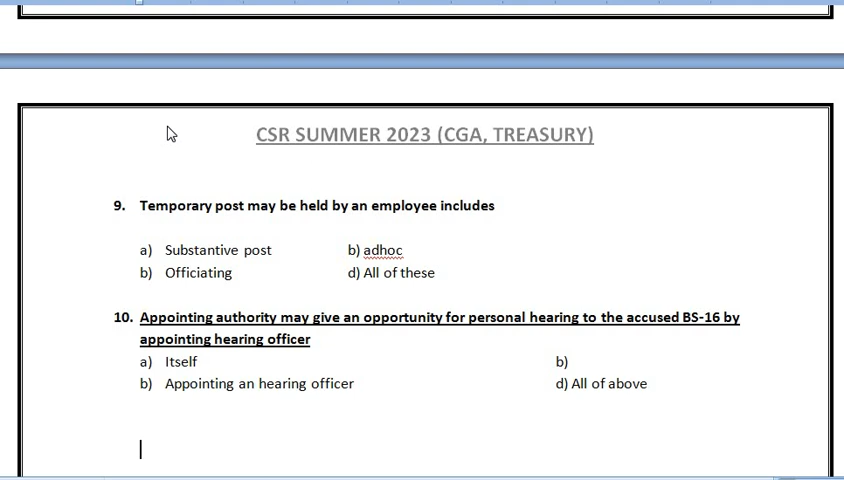 CSR SUMMER 2023 (CGA, TREASURY)
9. Temporary post may be held by an employee includes
a) Substantive post b) adhoc
b) Officiating d) All of these
10. Appointing authority may give an opportunity for personal hearing to the accused BS-16 by
appointing hearing officer
a) Itself b)
b) Appointing an hearing officer d) All of above